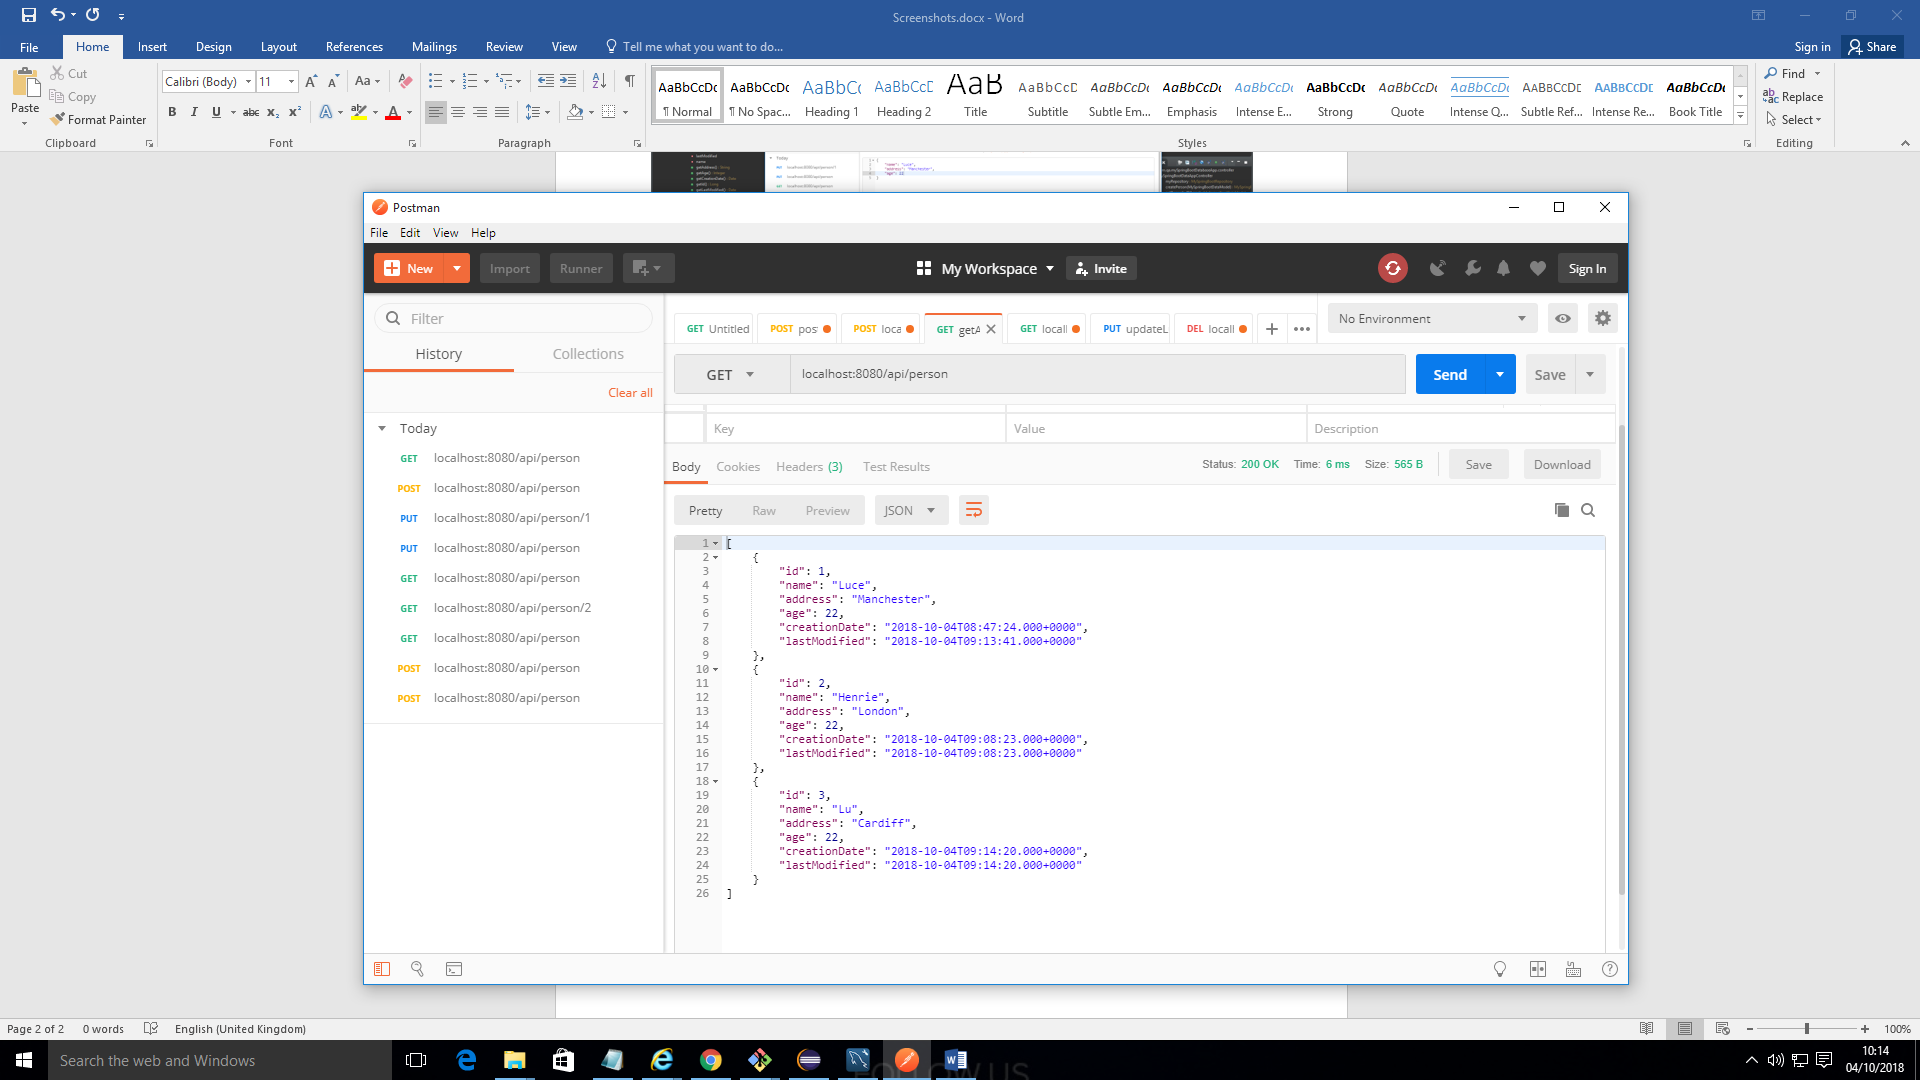 Screenshots.docx - Word
File Home Insert Design Layout References Mailings Review View Tell me what you want to do... Sign in Share
Paste Cut Copy Format Painter
Calibri (Body) 11
AaBbCcDc AaBbCcDc AaBbCc AaBbCcD AaB AaBbCcD AaBbCcDc AaBbCcDc AaBbCcDc AaBbCcDc AaBbCcDc AaBbCcDc AABBCCDE AABBCCDE AaBbCcDc
¶ Normal ¶ No Spac... Heading 1 Heading 2 Title Subtitle Subtle Em... Emphasis Intense E... Strong Quote Intense Q... Subtle Ref... Intense Re... Book Title
Find
Replace
Select
Clipboard Font Paragraph Styles Editing
Postman
File Edit View Help
New Import Runner My Workspace Invite Sign In
Filter
History Collections
Clear all
Today
GET localhost:8080/api/person
POST localhost:8080/api/person
PUT localhost:8080/api/person/1
PUT localhost:8080/api/person
GET localhost:8080/api/person
GET localhost:8080/api/person/2
GET localhost:8080/api/person
POST localhost:8080/api/person
POST localhost:8080/api/person
GET Untitled POST pos POST loca GET getA GET locall PUT updateL DEL locall
No Environment
GET localhost:8080/api/person Send Save
Key Value Description
Body Cookies Headers (3) Test Results Status: 200 OK Time: 6 ms Size: 565 B Save Download
Pretty Raw Preview JSON
1 [
2 {
3 "id": 1,
4 "name": "Luce",
5 "address": "Manchester",
6 "age": 22,
7 "creationDate": "2018-10-04T08:47:24.000+0000",
8 "lastModified": "2018-10-04T09:13:41.000+0000"
9 },
10 {
11 "id": 2,
12 "name": "Henrie",
13 "address": "London",
14 "age": 22,
15 "creationDate": "2018-10-04T09:08:23.000+0000",
16 "lastModified": "2018-10-04T09:08:23.000+0000"
17 },
18 {
19 "id": 3,
20 "name": "Lu",
21 "address": "Cardiff",
22 "age": 22,
23 "creationDate": "2018-10-04T09:14:20.000+0000",
24 "lastModified": "2018-10-04T09:14:20.000+0000"
25 }
26 ]
Page 2 of 2 0 words English (United Kingdom) 100%
Search the web and Windows
FOLLOW US
10:14
04/10/2018